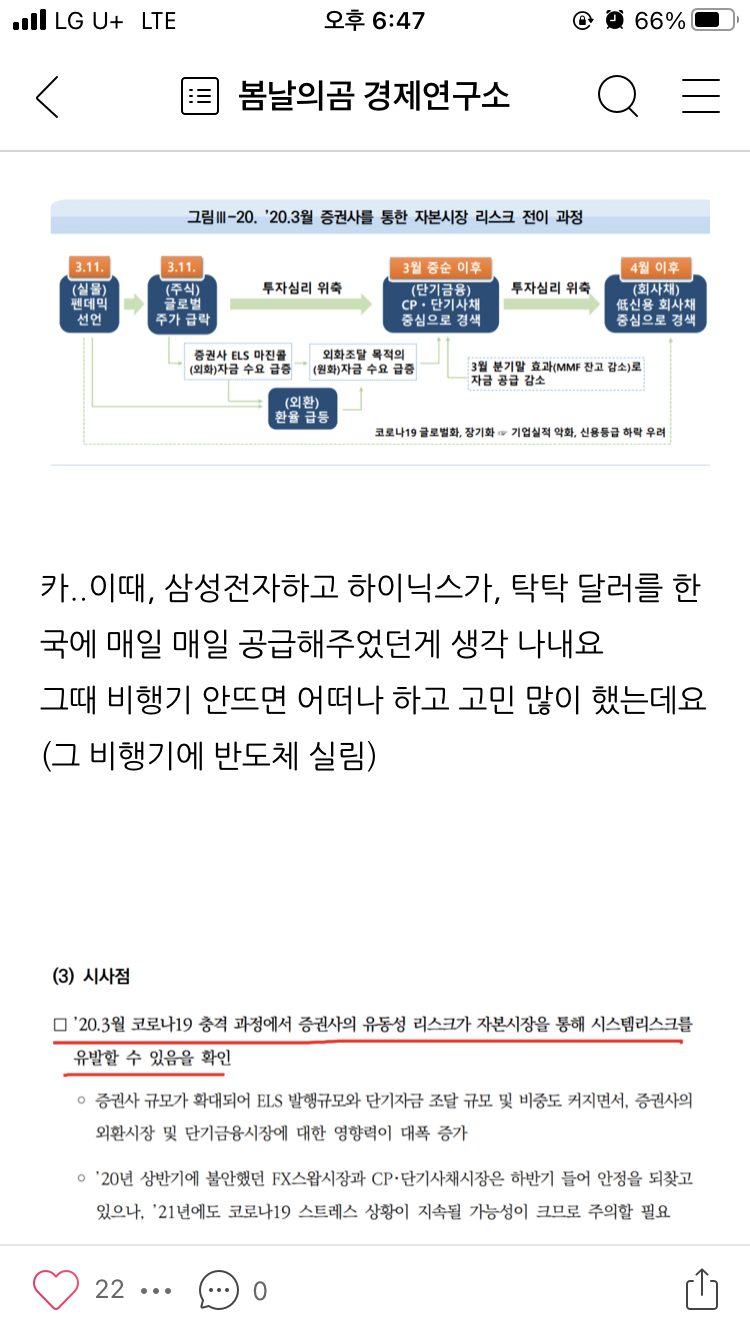 LG U+ LTE 오후 6:47 66%
봄날의곰 경제연구소
그림Ⅲ-20. ’20.3월 증권사를 통한 자본시장 리스크 전이 과정
3.11.
(실물)
펜데믹
선언
3.11.
(주식)
글로벌
주가 급락
투자심리 위축
3월 중순 이후
(단기금융)
CP·단기사채
중심으로 경색
투자심리 위축
4월 이후
(회사채)
低신용 회사채
중심으로 경색
증권사 ELS 마진콜
(외화)자금 수요 급증
외화조달 목적의
(원화)자금 수요 급증
3월 분기말 효과(MMF 잔고 감소)로
자금 공급 감소
(외환)
환율 급등
코로나19 글로벌화, 장기화 ☞ 기업실적 악화, 신용등급 하락 우려
카..이때, 삼성전자하고 하이닉스가, 탁탁 달러를 한
국에 매일 매일 공급해주었던게 생각 나내요
그때 비행기 안뜨면 어떠나 하고 고민 많이 했는데요
(그 비행기에 반도체 실림)
(3) 시사점
□ ’20.3월 코로나19 충격 과정에서 증권사의 유동성 리스크가 자본시장을 통해 시스템리스크를
유발할 수 있음을 확인
○ 증권사 규모가 확대되어 ELS 발행규모와 단기자금 조달 규모 및 비중도 커지면서, 증권사의
외환시장 및 단기금융시장에 대한 영향력이 대폭 증가
○ ’20년 상반기에 불안했던 FX스왑시장과 CP·단기사채시장은 하반기 들어 안정을 되찾고
있으나, ’21년에도 코로나19 스트레스 상황이 지속될 가능성이 크므로 주의할 필요
22 0